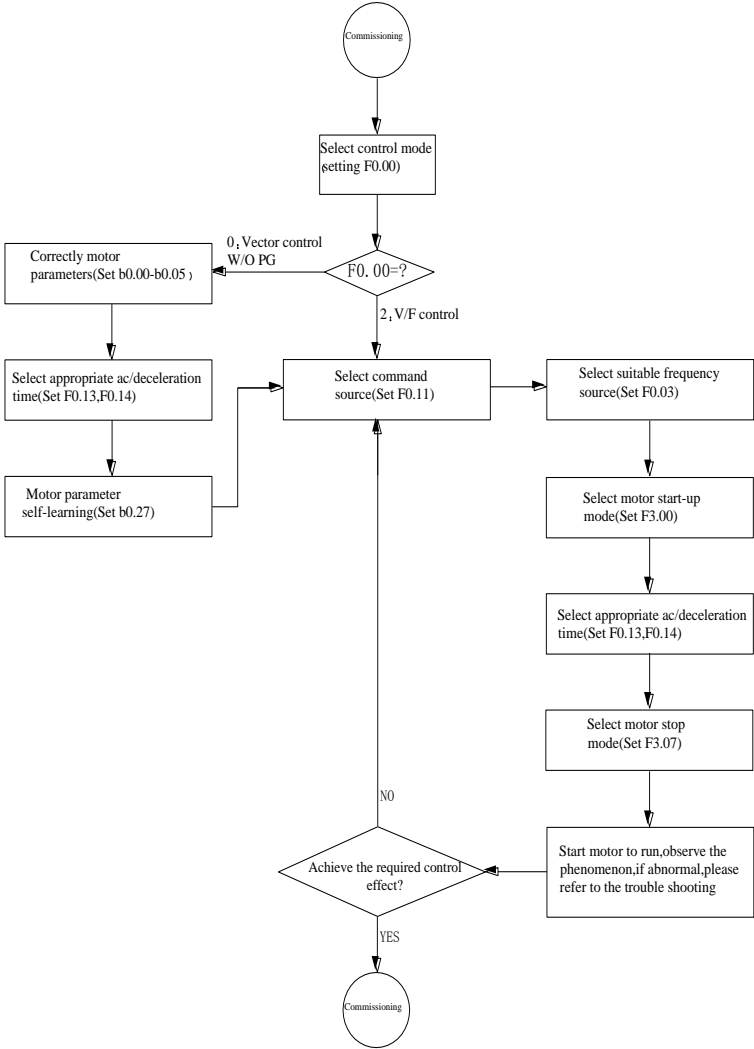 Commissioning
Select control mode
(setting F0.00)
F0.00=?
0:Vector control
W/O PG
2:V/F control
Correctly motor
parameters(Set b0.00-b0.05)
Select appropriate ac/deceleration
time(Set F0.13,F0.14)
Motor parameter
self-learning(Set b0.27)
Select command
source(Set F0.11)
Select suitable frequency
source(Set F0.03)
Select motor start-up
mode(Set F3.00)
Select appropriate ac/deceleration
time(Set F0.13,F0.14)
Select motor stop
mode(Set F3.07)
Start motor to run,observe the
phenomenon,if abnormal,please
refer to the trouble shooting
Achieve the required control
effect?
NO
YES
Commissioning